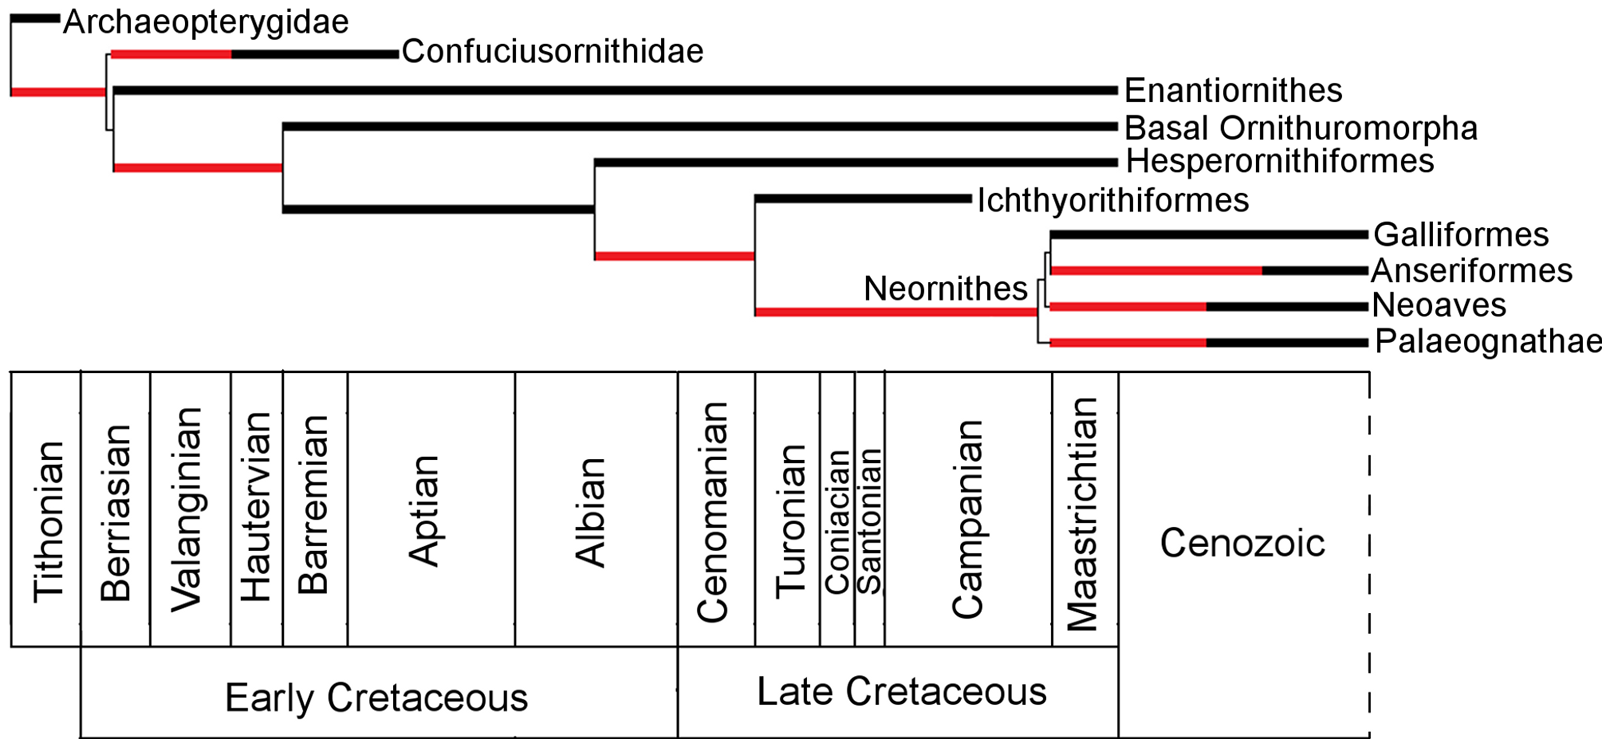 Archaeopterygidae
Confuciusornithidae
Enantiornithes
Basal Ornithuromorpha
Hesperornithiformes
Ichthyorithiformes
Galliformes
Anseriformes
Neornithes
Neoaves
Palaeognathae
Tithonian
Berriasian
Valanginian
Hautervian
Barremian
Aptian
Albian
Cenomanian
Turonian
Coniacian
Santonian
Campanian
Maastrichtian
Cenozoic
Early Cretaceous
Late Cretaceous